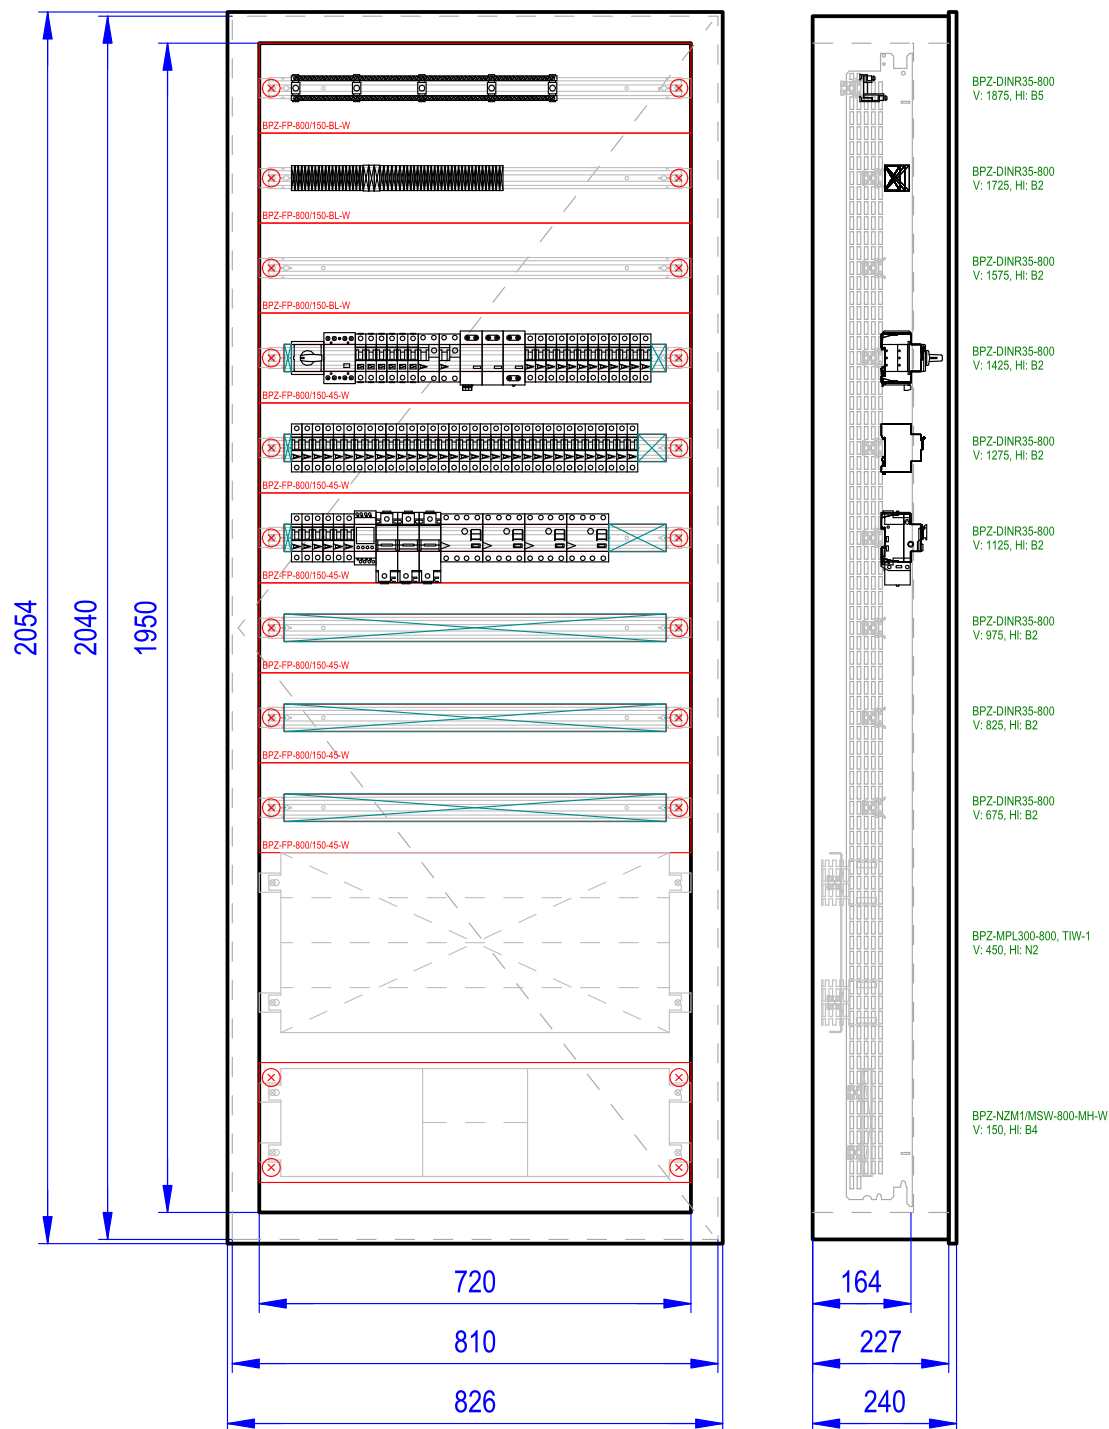 BPZ-DINR35-800
V: 1875, HI: B5
BPZ-FP-800/150-BL-W
BPZ-DINR35-800
V: 1725, HI: B2
BPZ-FP-800/150-BL-W
BPZ-DINR35-800
V: 1575, HI: B2
BPZ-FP-800/150-BL-W
BPZ-DINR35-800
V: 1425, HI: B2
BPZ-FP-800/150-45-W
BPZ-DINR35-800
V: 1275, HI: B2
BPZ-FP-800/150-45-W
BPZ-DINR35-800
V: 1125, HI: B2
BPZ-FP-800/150-45-W
2054
2040
1950
BPZ-DINR35-800
V: 975, HI: B2
BPZ-FP-800/150-45-W
BPZ-DINR35-800
V: 825, HI: B2
BPZ-FP-800/150-45-W
BPZ-DINR35-800
V: 675, HI: B2
BPZ-FP-800/150-45-W
BPZ-MPL300-800, TIW-1
V: 450, HI: N2
BPZ-NZM1/MSW-800-MH-W
V: 150, HI: B4
720
164
810
227
826
240